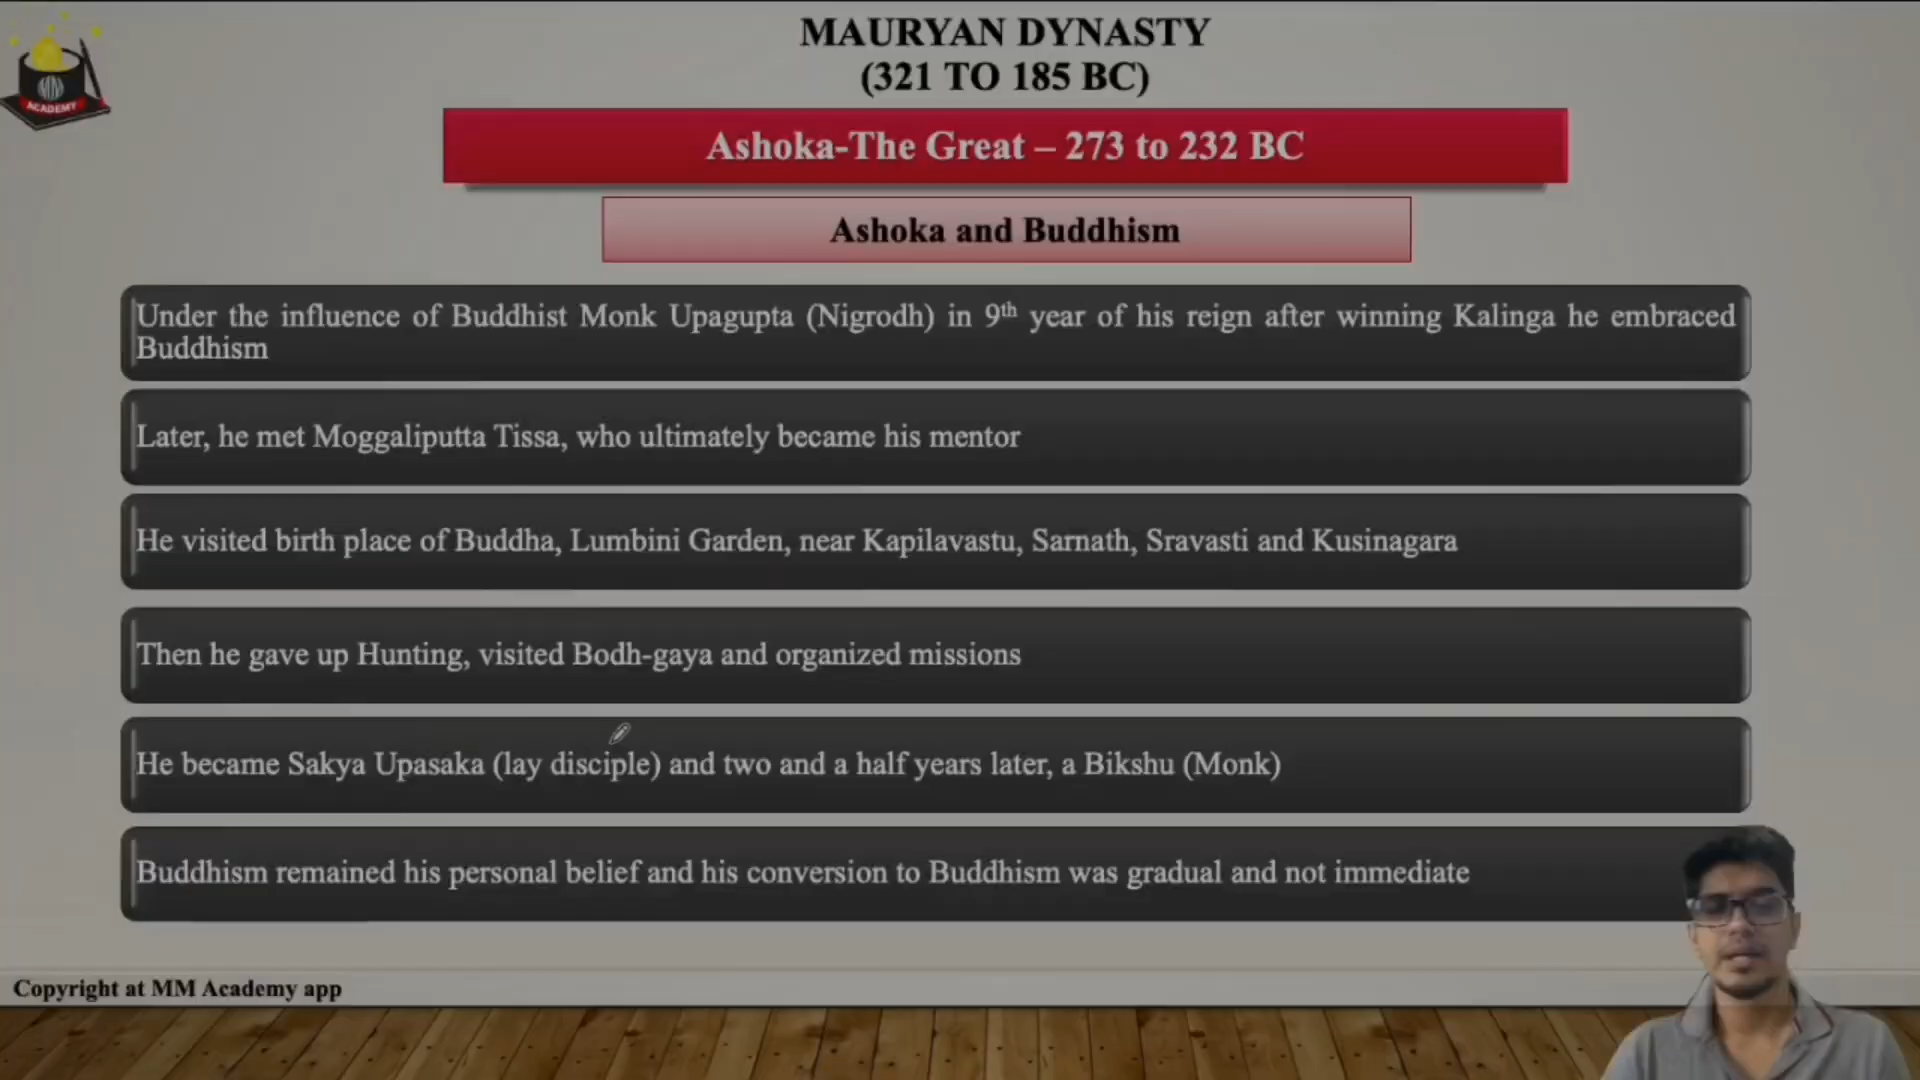 MAURYAN DYNASTY
(321 TO 185 BC)
MM
ACADEMY
Ashoka-The Great – 273 to 232 BC
Ashoka and Buddhism
Under the influence of Buddhist Monk Upagupta (Nigrodh) in 9th year of his reign after winning Kalinga he embraced
Buddhism
Later, he met Moggaliputta Tissa, who ultimately became his mentor
He visited birth place of Buddha, Lumbini Garden, near Kapilavastu, Sarnath, Sravasti and Kusinagara
Then he gave up Hunting, visited Bodh-gaya and organized missions
He became Sakya Upasaka (lay disciple) and two and a half years later, a Bikshu (Monk)
Buddhism remained his personal belief and his conversion to Buddhism was gradual and not immediate
Copyright at MM Academy app